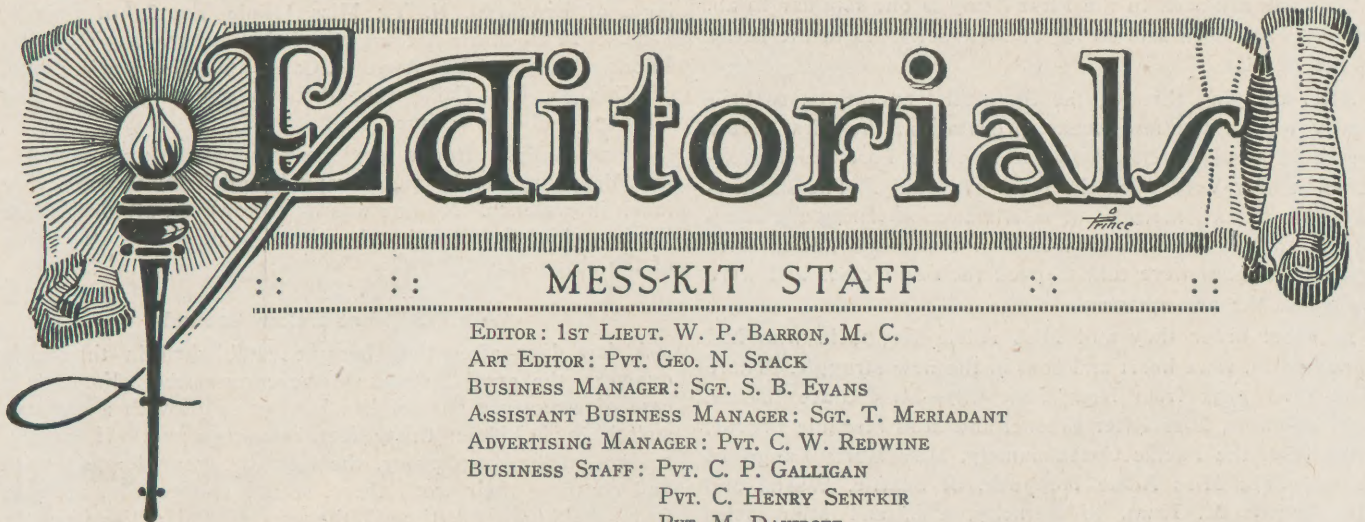 Editorials
Prince
:: :: MESS-KIT STAFF :: ::
EDITOR: 1ST LIEUT. W. P. BARRON, M. C.
ART EDITOR: PVT. GEO. N. STACK
BUSINESS MANAGER: SGT. S. B. EVANS
ASSISTANT BUSINESS MANAGER: SGT. T. MERIADANT
ADVERTISING MANAGER: PVT. C. W. REDWINE
BUSINESS STAFF: PVT. C. P. GALLIGAN
PVT. C. HENRY SENTKIR